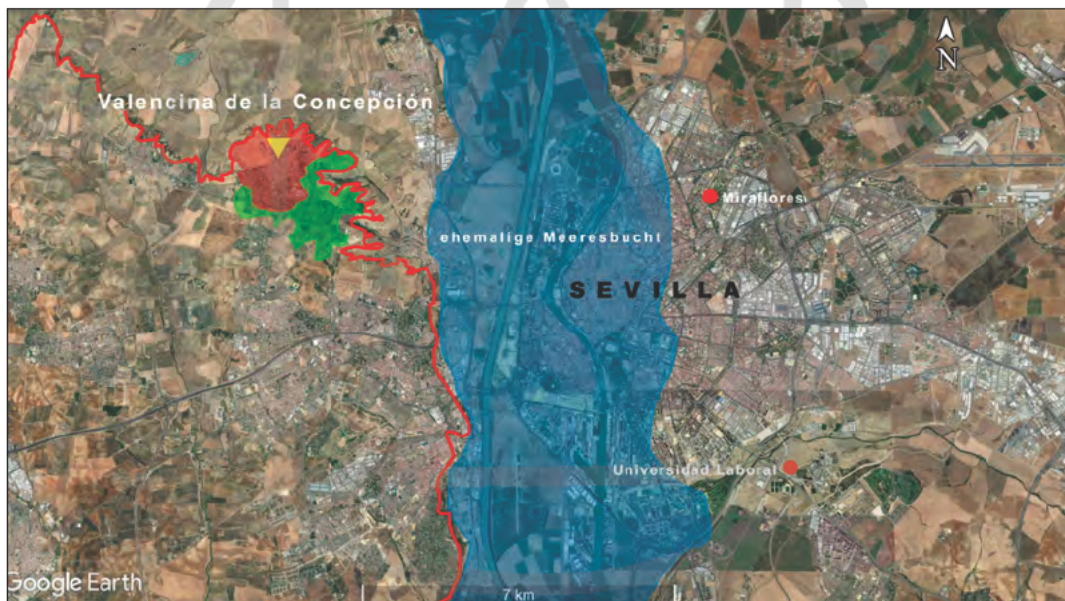 N
Valencina de la Concepción
Miraflores
ehemalige Meeresbucht
SEVILLA
Universidad Laboral
Google Earth
7 km